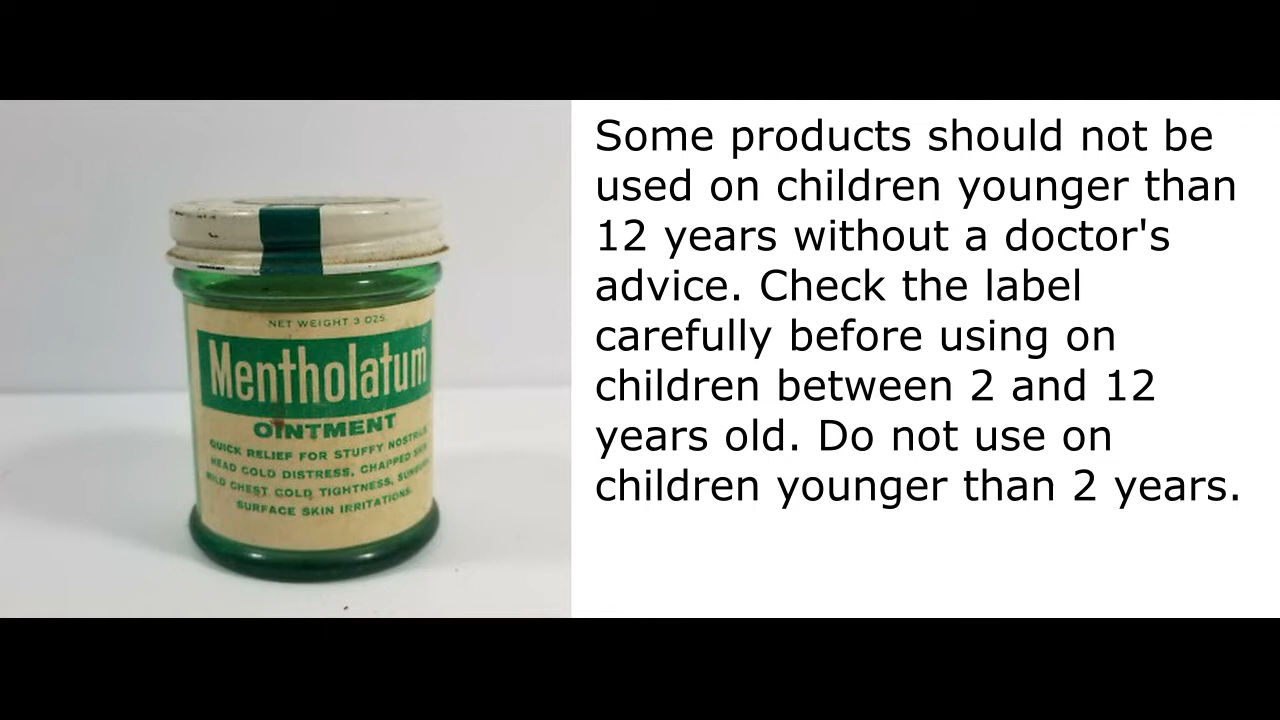 NET WEIGHT 3 OZS.
Mentholatum
OINTMENT
QUICK RELIEF FOR STUFFY NOSTRILS,
HEAD COLD DISTRESS, CHAPPED SKIN
MILD CHEST COLD TIGHTNESS, SUNBURN
SURFACE SKIN IRRITATIONS.
Some products should not be
used on children younger than
12 years without a doctor's
advice. Check the label
carefully before using on
children between 2 and 12
years old. Do not use on
children younger than 2 years.